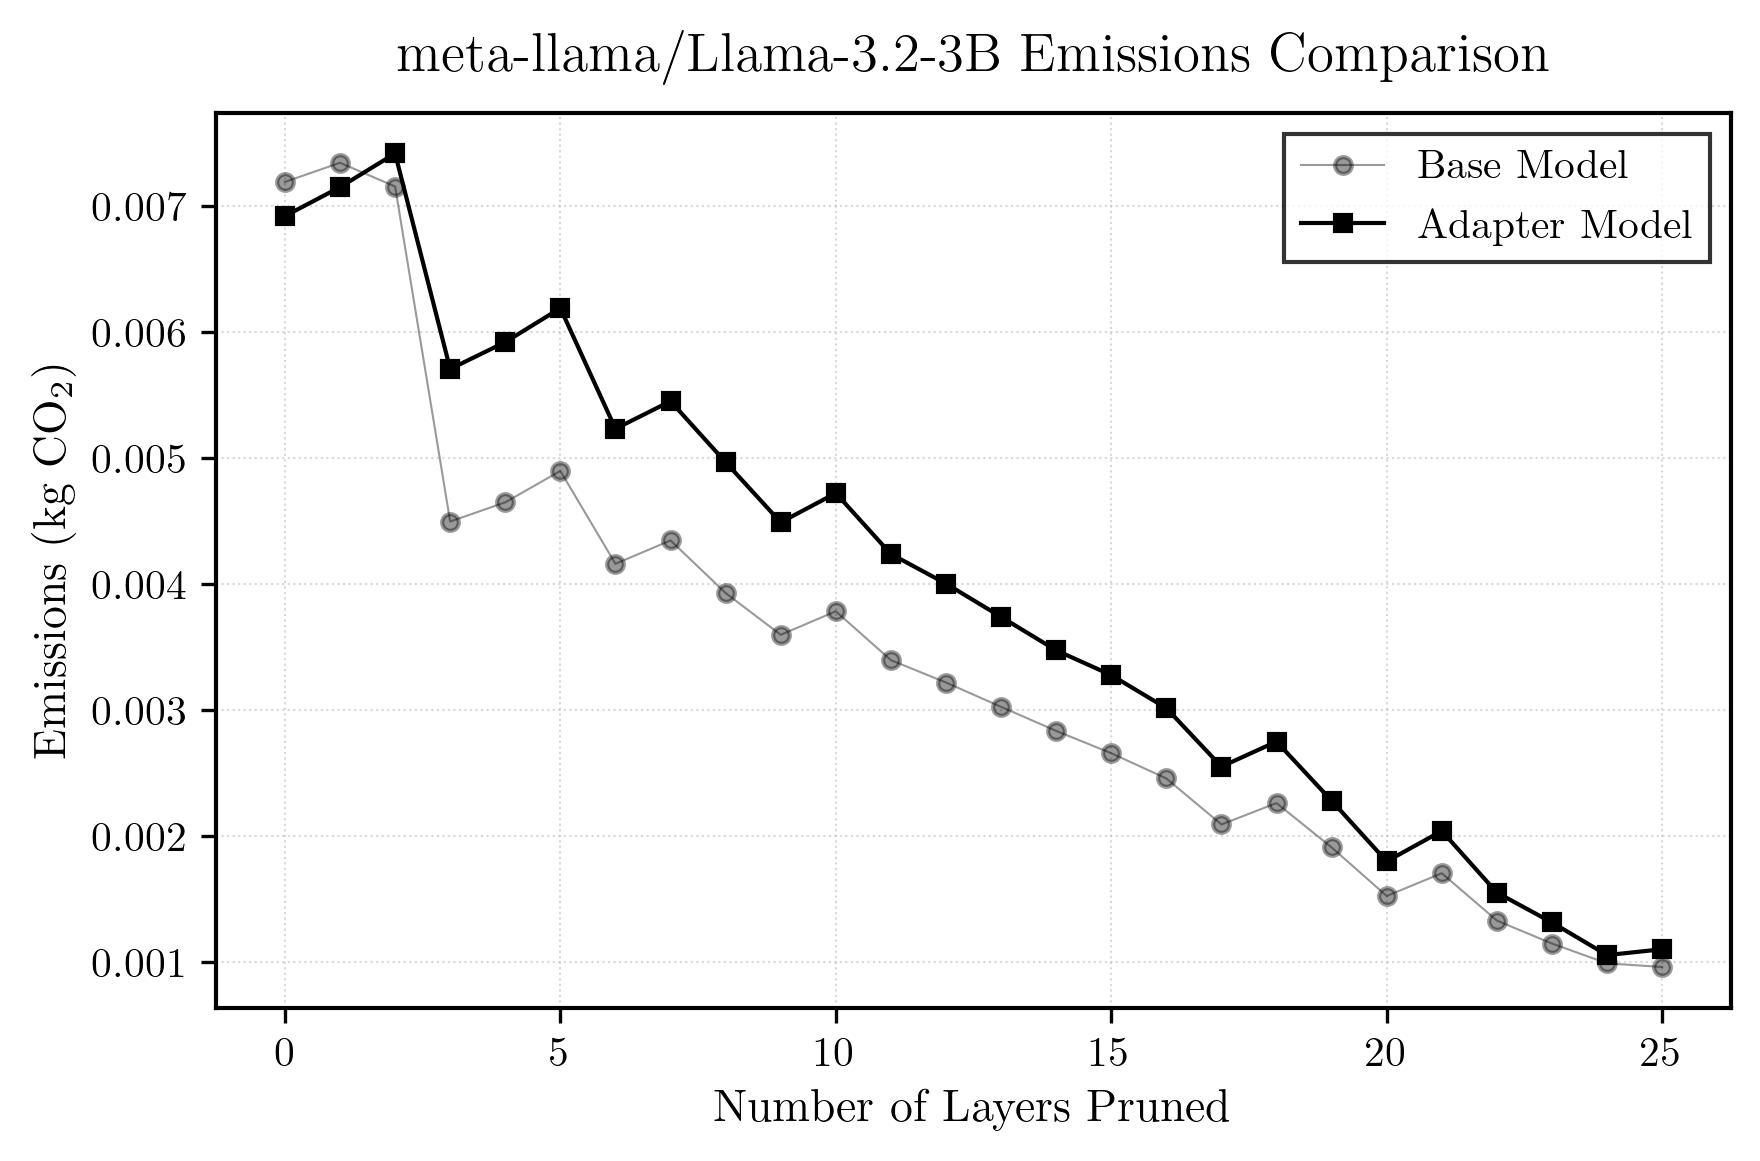 meta-llama/Llama-3.2-3B Emissions Comparison
Base Model
Adapter Model
Emissions (kg CO₂)
0.007
0.006
0.005
0.004
0.003
0.002
0.001
0 5 10 15 20 25
Number of Layers Pruned